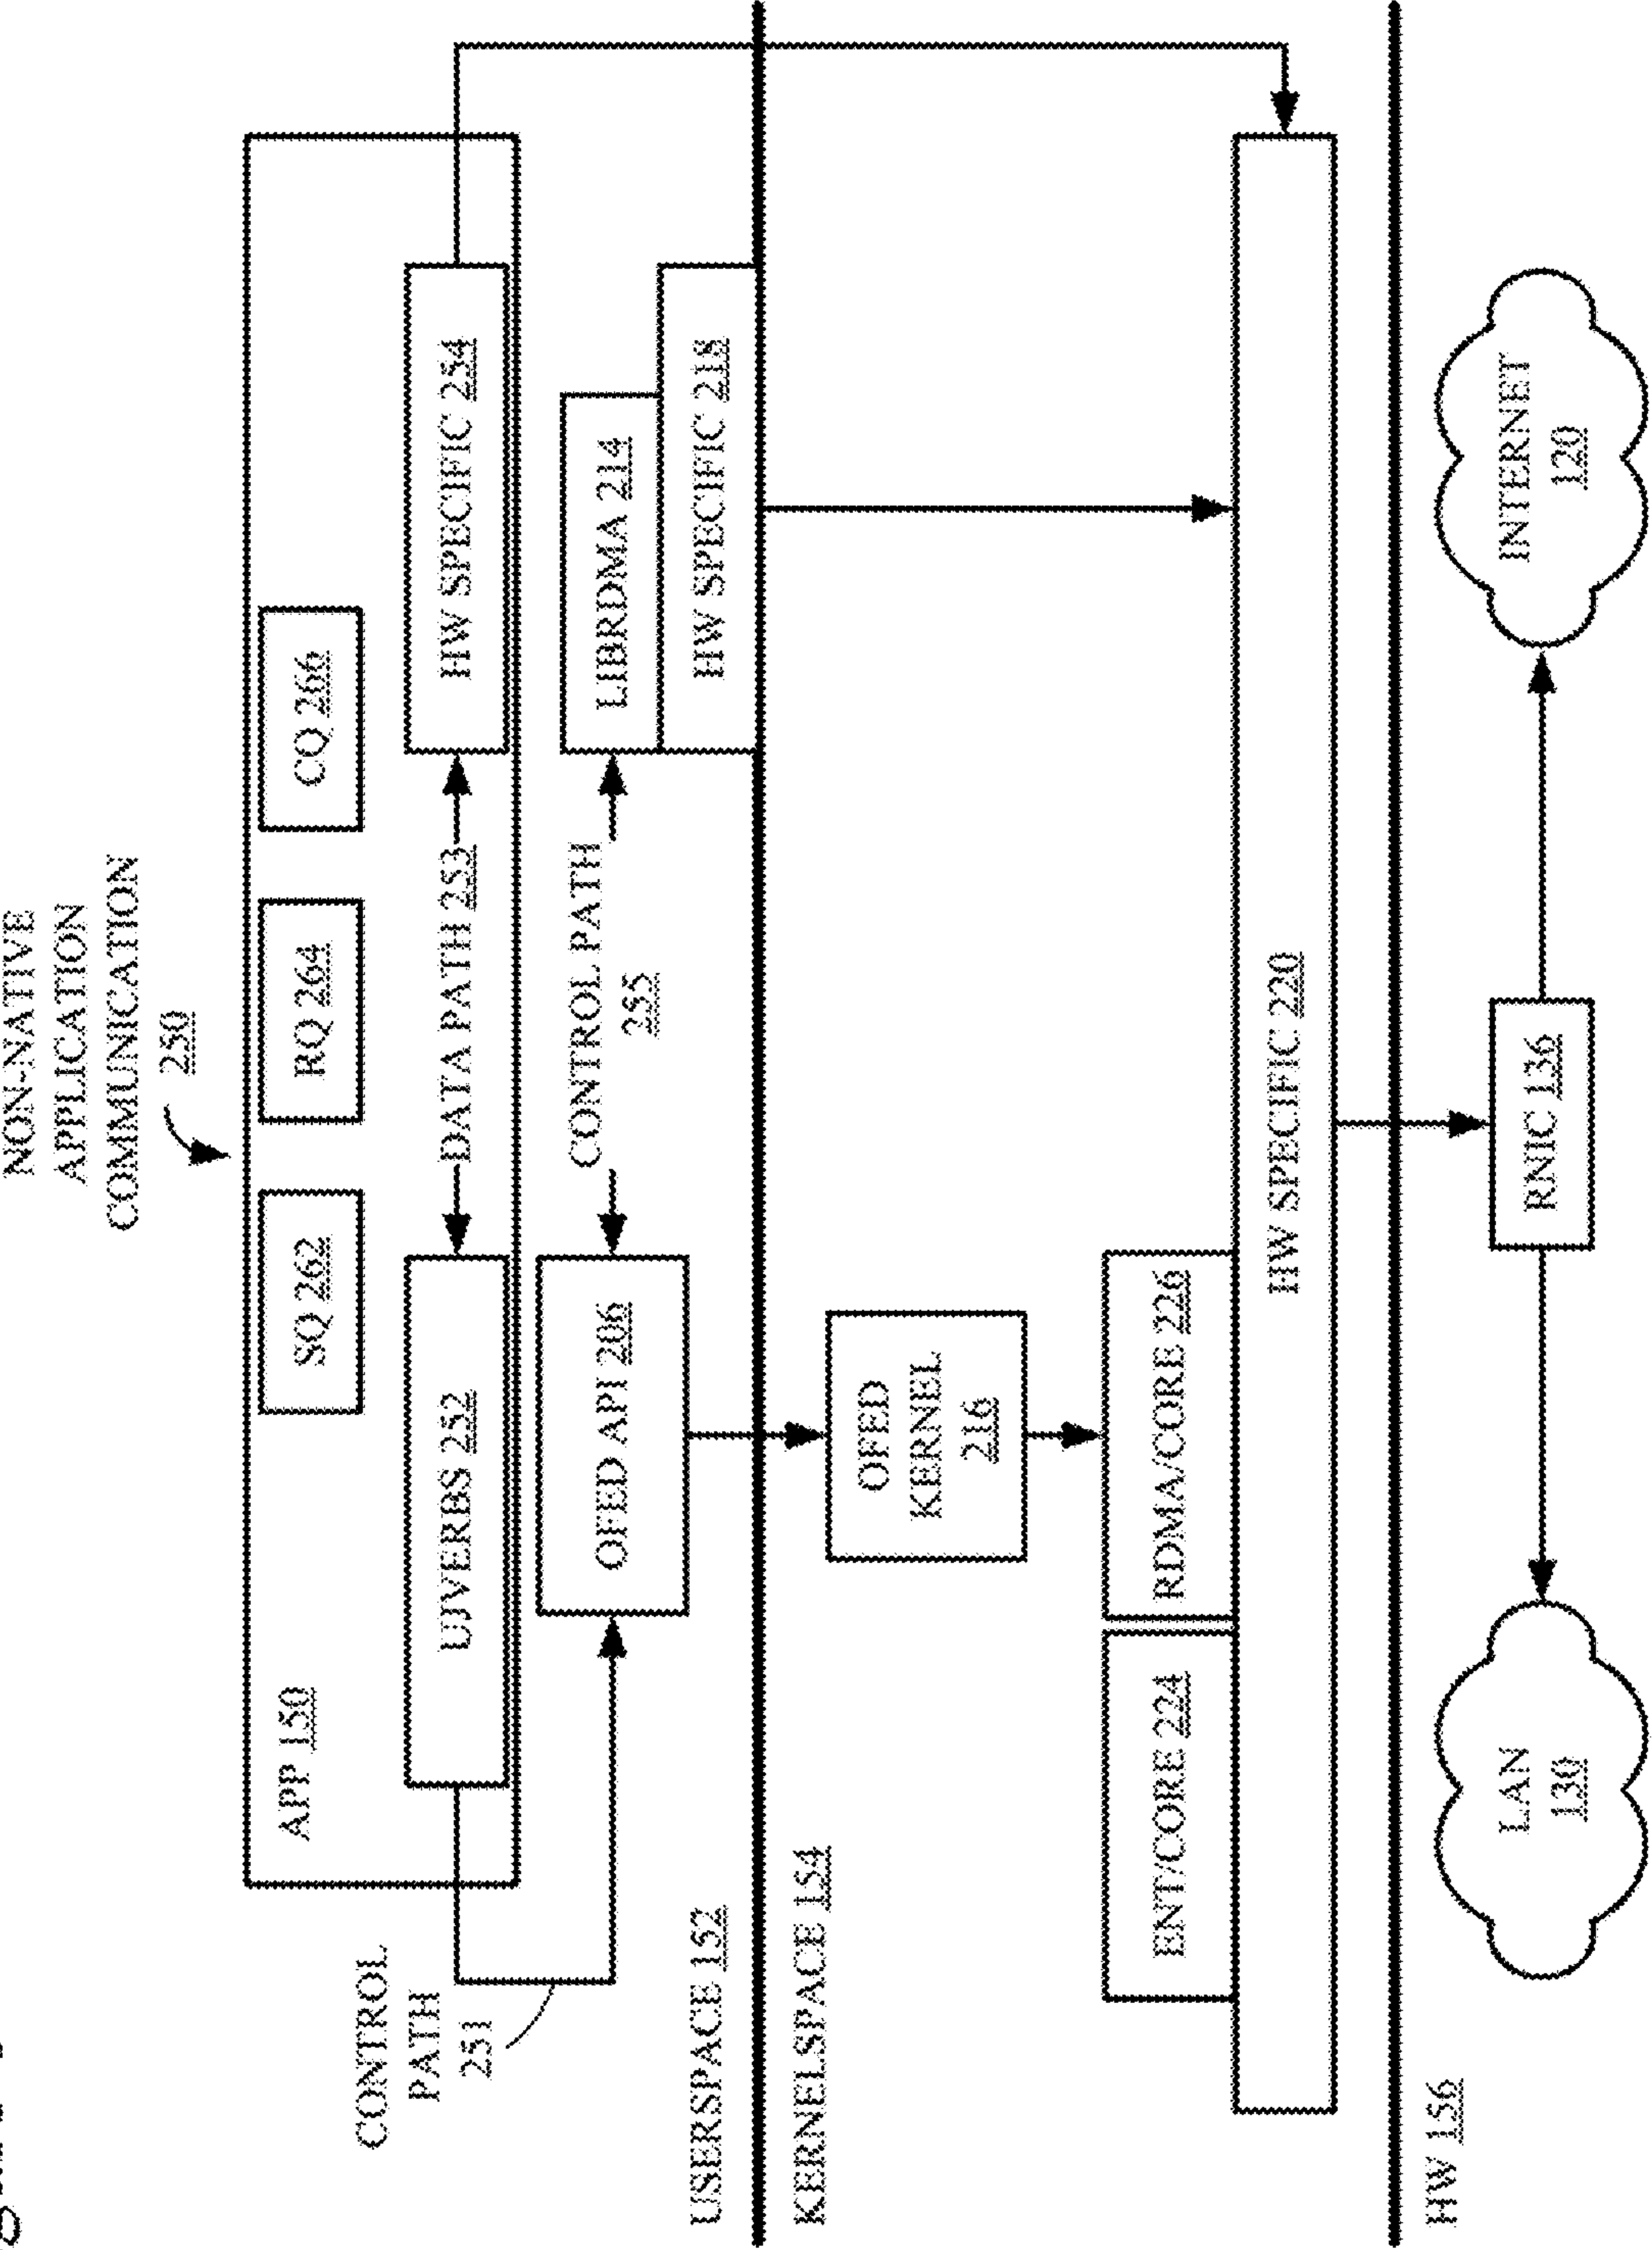 NON-NATIVE
APPLICATION
COMMUNICATION
250
APP 150
SQ 262
RQ 264
CQ 266
UJVERBS 252
DATA PATH 253
HW SPECIFIC 254
CONTROL
PATH
251
OFED API 206
CONTROL PATH
255
LIBRDMA 214
HW SPECIFIC 218
USERSPACE 152
KERNELSPACE 154
OFED
KERNEL
216
ENT/CORE 224
RDMA/CORE 226
HW SPECIFIC 220
HW 156
LAN
130
RNIC 136
INTERNET
120